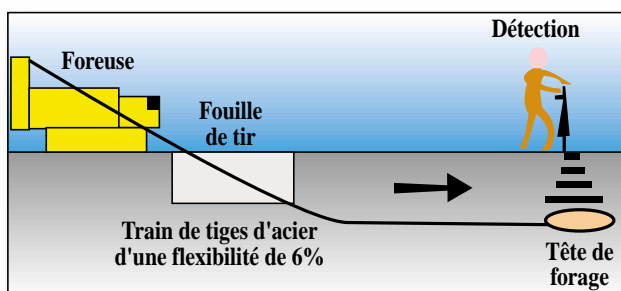 Détection
Foreuse
Fouille
de tir
Train de tiges d'acier
d'une flexibilité de 6%
Tête de
forage